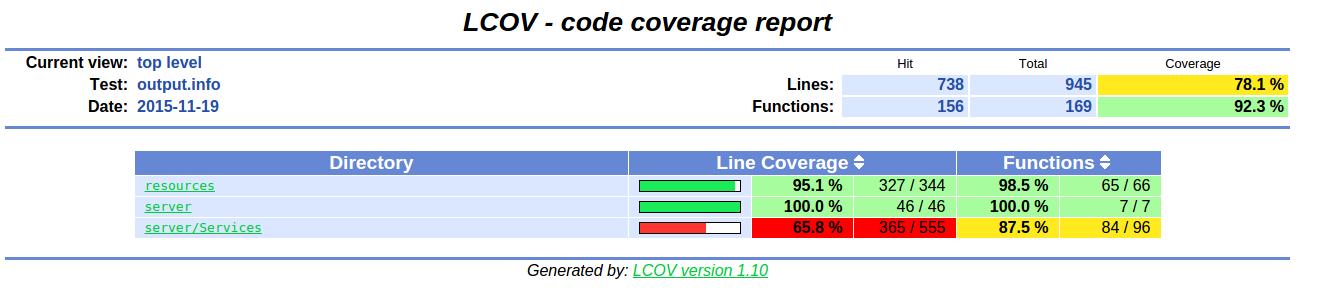 LCOV - code coverage report
Current view: top level Hit Total Coverage
Test: output.info Lines: 738 945 78.1 %
Date: 2015-11-19 Functions: 156 169 92.3 %
Directory Line Coverage Functions
resources 95.1 % 327 / 344 98.5 % 65 / 66
server 100.0 % 46 / 46 100.0 % 7 / 7
server/Services 65.8 % 365 / 555 87.5 % 84 / 96
Generated by: LCOV version 1.10